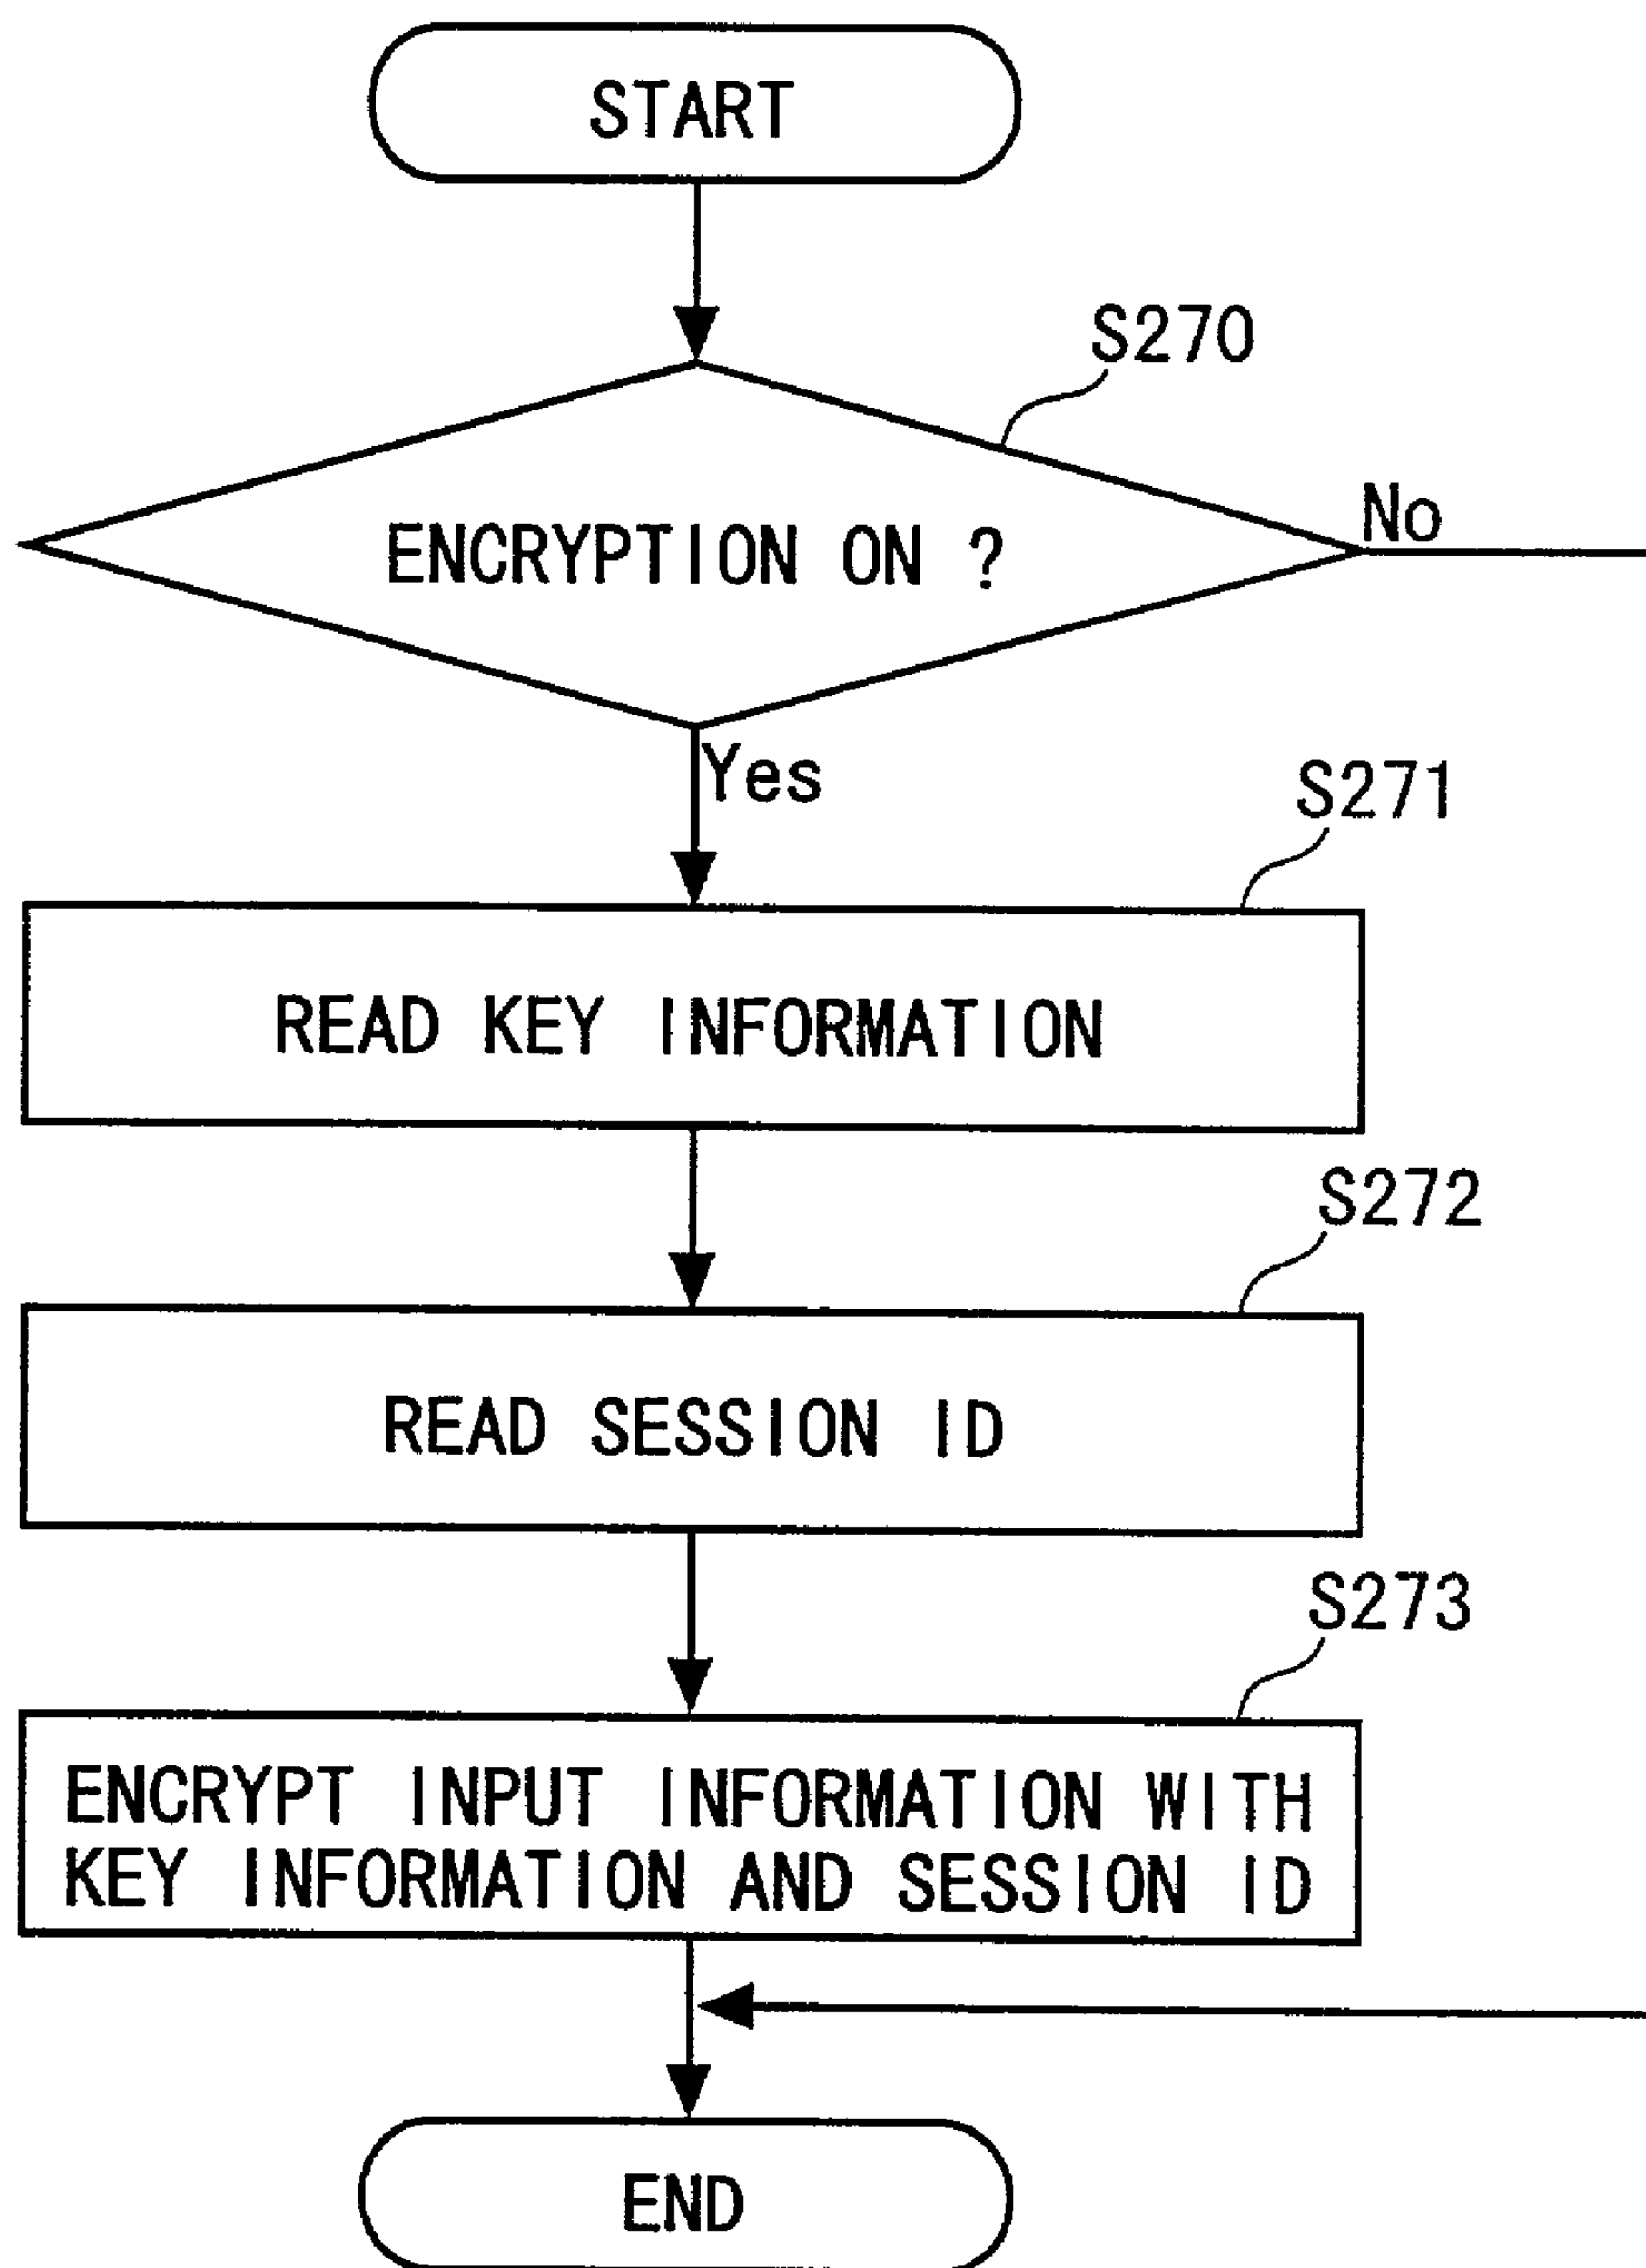 START
S270
ENCRYPTION ON ?
No
Yes
S271
READ KEY INFORMATION
S272
READ SESSION ID
S273
ENCRYPT INPUT INFORMATION WITH
KEY INFORMATION AND SESSION ID
END